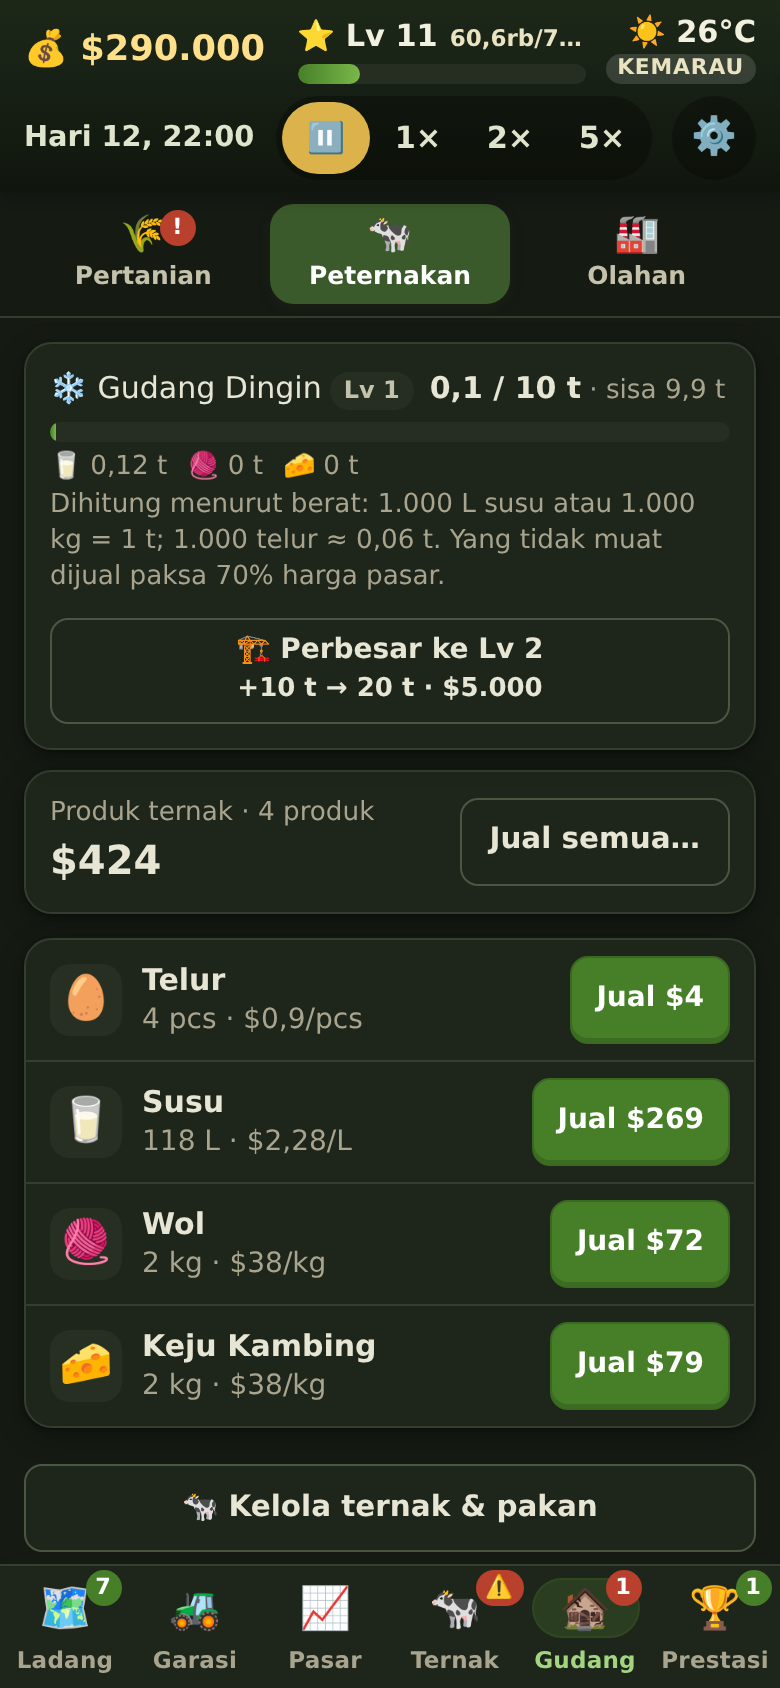 $290.000
Lv 11 60,6rb/7...
26°C
KEMARAU
Hari 12, 22:00
1×
2×
5×
!
Pertanian
Peternakan
Olahan
Gudang Dingin Lv 1 0,1 / 10 t · sisa 9,9 t
0,12 t 0 t 0 t
Dihitung menurut berat: 1.000 L susu atau 1.000
kg = 1 t; 1.000 telur ≈ 0,06 t. Yang tidak muat
dijual paksa 70% harga pasar.
Perbesar ke Lv 2
+10 t → 20 t · $5.000
Produk ternak · 4 produk
$424
Jual semua...
Telur
4 pcs · $0,9/pcs
Jual $4
Susu
118 L · $2,28/L
Jual $269
Wol
2 kg · $38/kg
Jual $72
Keju Kambing
2 kg · $38/kg
Jual $79
Kelola ternak & pakan
7
Ladang
Garasi
Pasar
Ternak
1
Gudang
1
Prestasi